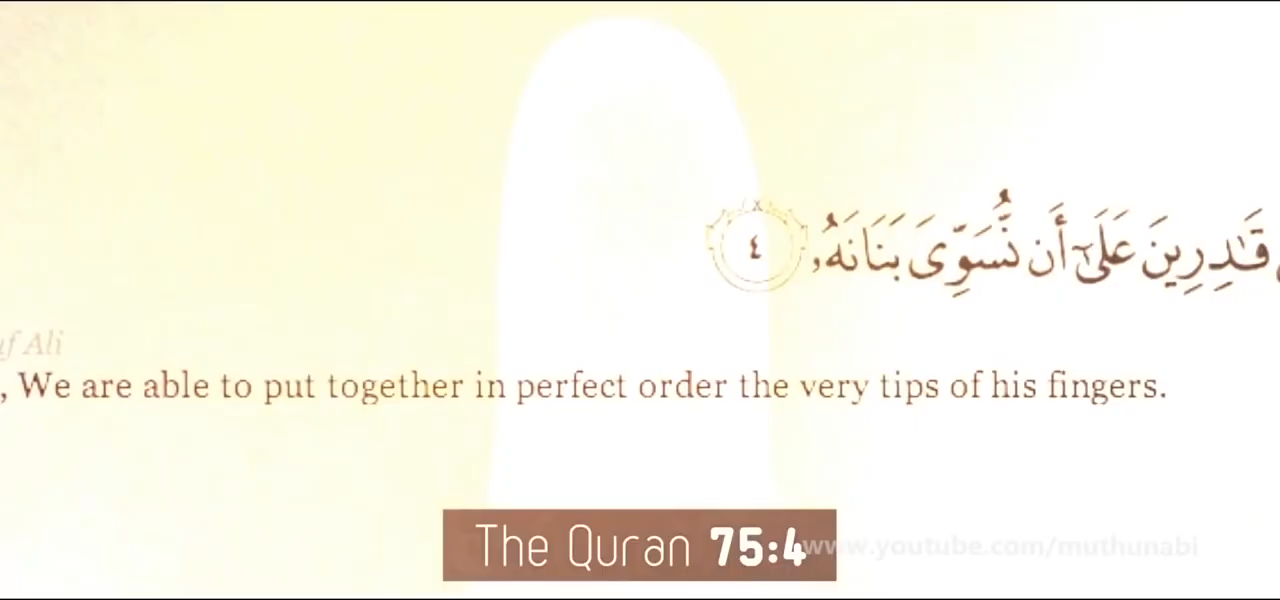 قَـٰدِرِينَ عَلَىٰٓ أَن نُّسَوِّىَ بَنَانَهُۥ ٤
uf Ali
, We are able to put together in perfect order the very tips of his fingers.
The Quran 75:4
www.youtube.com/muthunabi